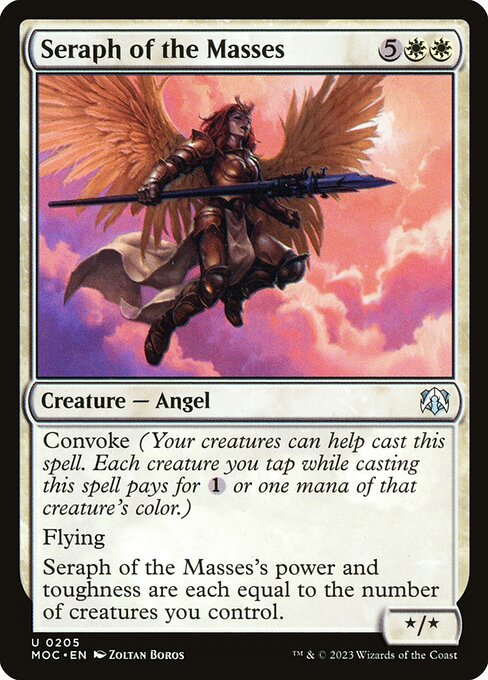 Seraph of the Masses 5
Creature — Angel
Convoke (Your creatures can help cast this
spell. Each creature you tap while casting
this spell pays for 1 or one mana of that
creature's color.)
Flying
Seraph of the Masses's power and
toughness are each equal to the number
of creatures you control.
★/★
U 0205
MOC • EN Zoltan Boros
™ & © 2023 Wizards of the Coast